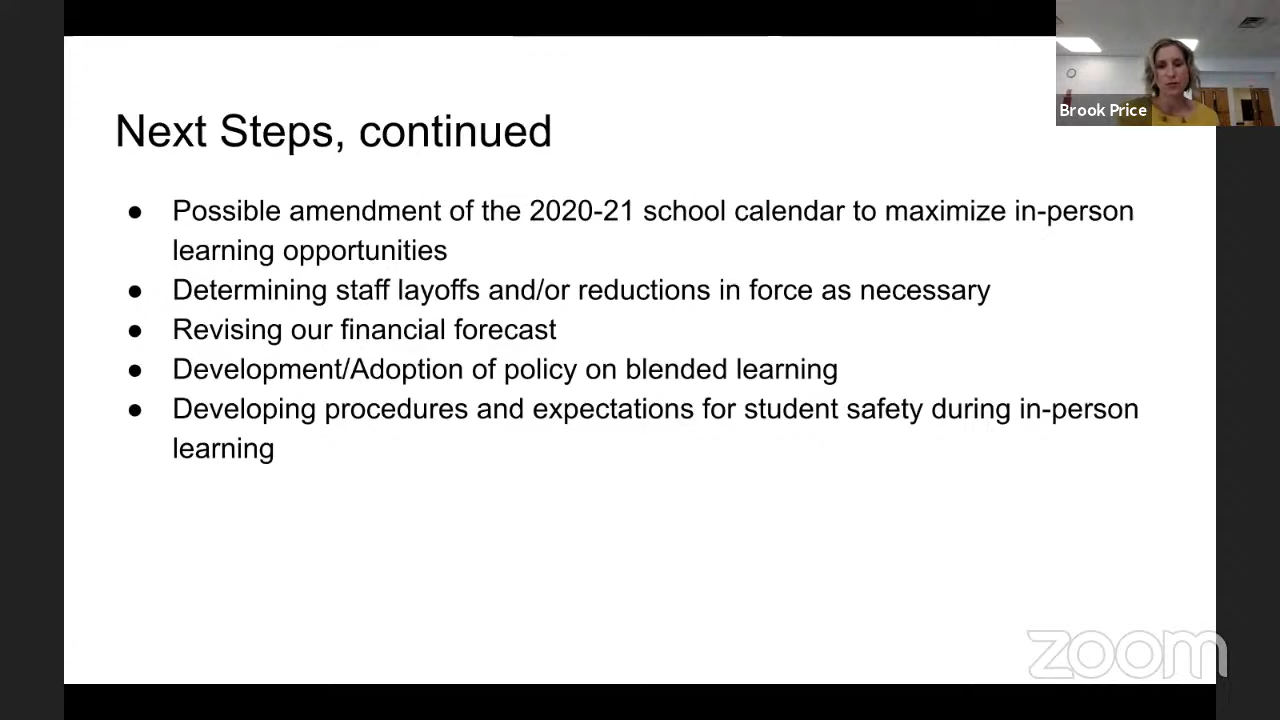 Brook Price
Next Steps, continued
● Possible amendment of the 2020-21 school calendar to maximize in-person
learning opportunities
● Determining staff layoffs and/or reductions in force as necessary
● Revising our financial forecast
● Development/Adoption of policy on blended learning
● Developing procedures and expectations for student safety during in-person
learning
zoom